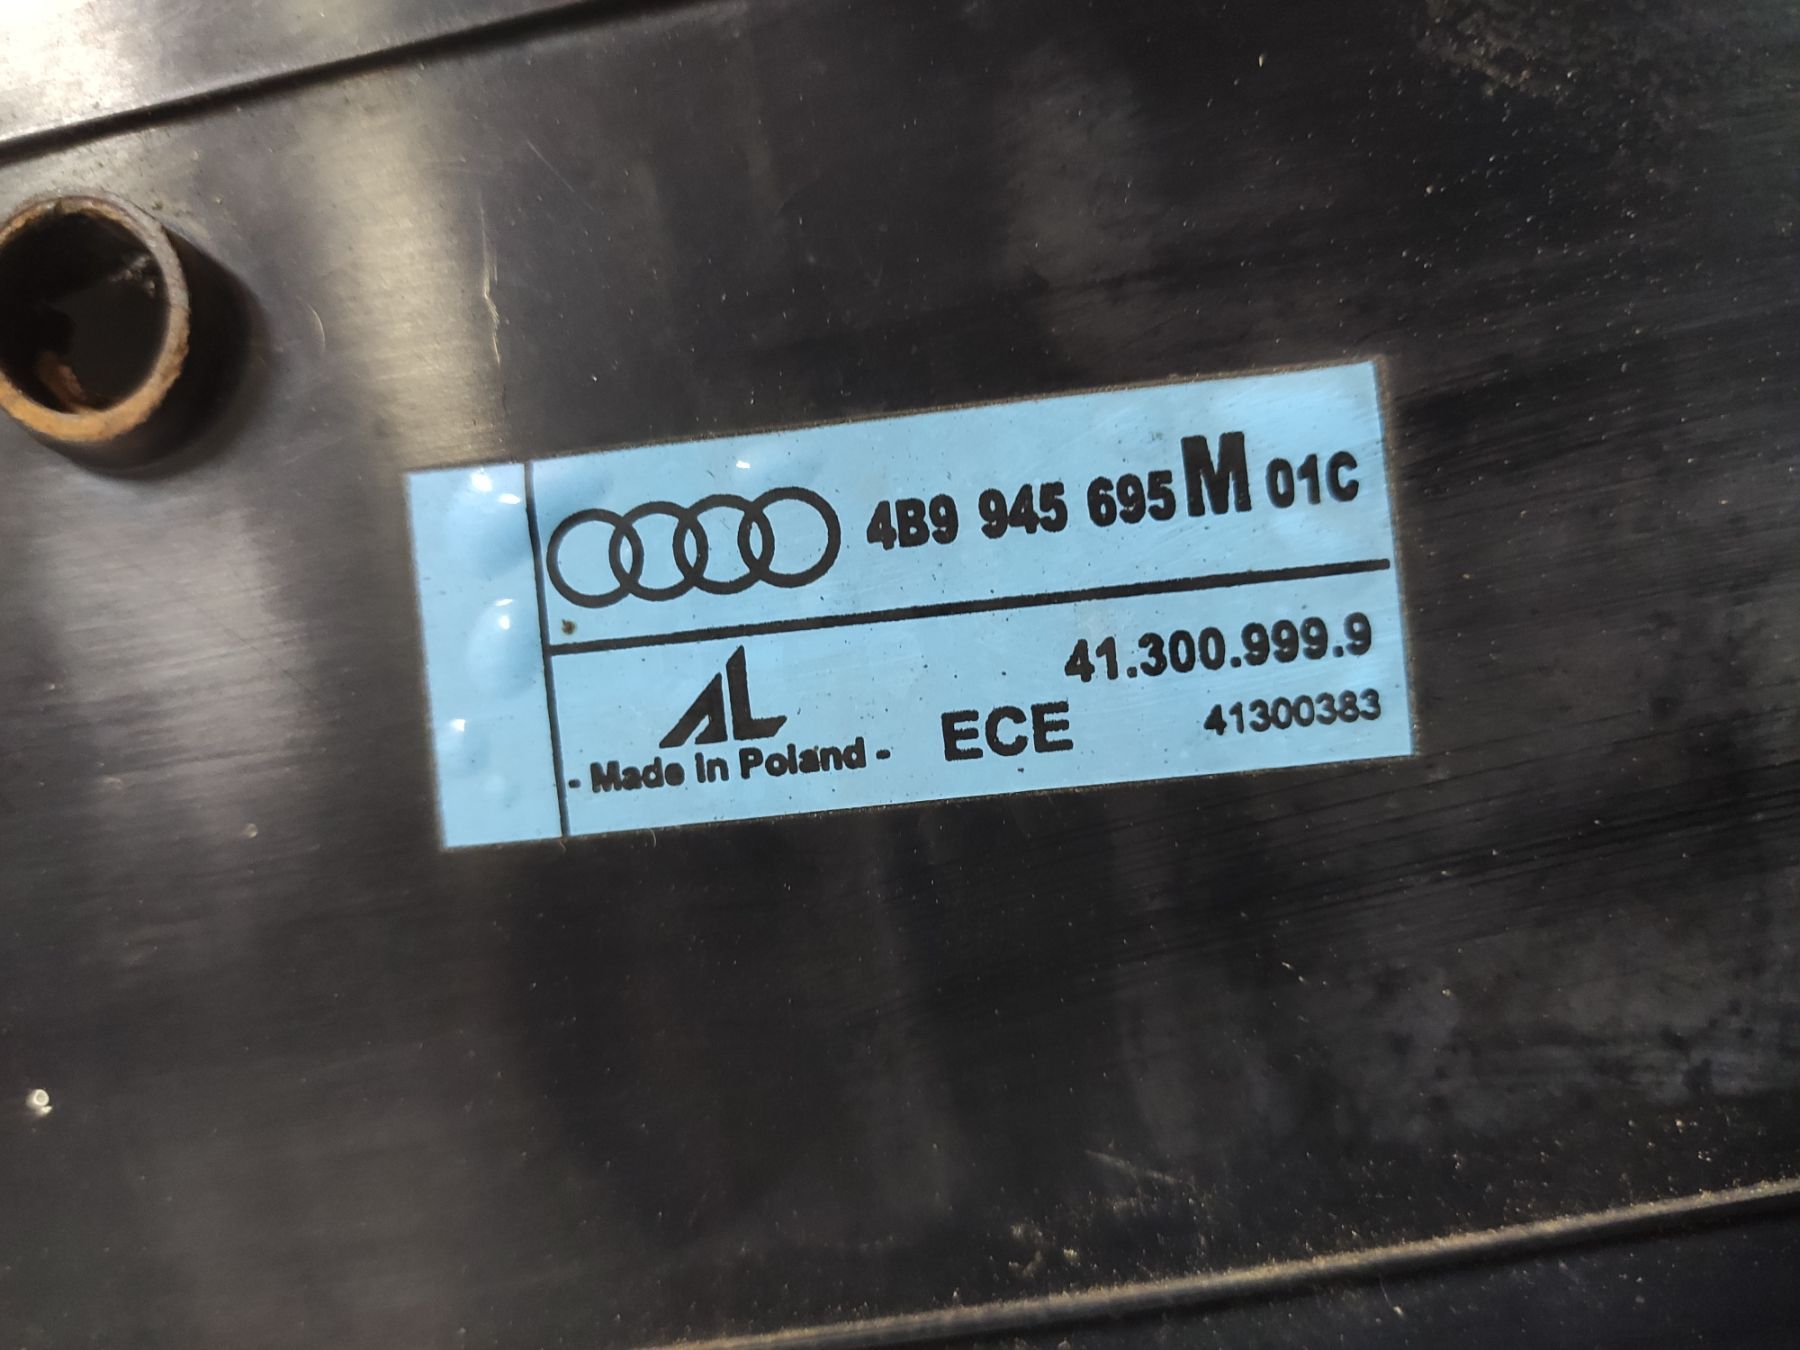 4B9 945 695 M 01C
41.300.999.9
AL
- Made in Poland - ECE 41300383